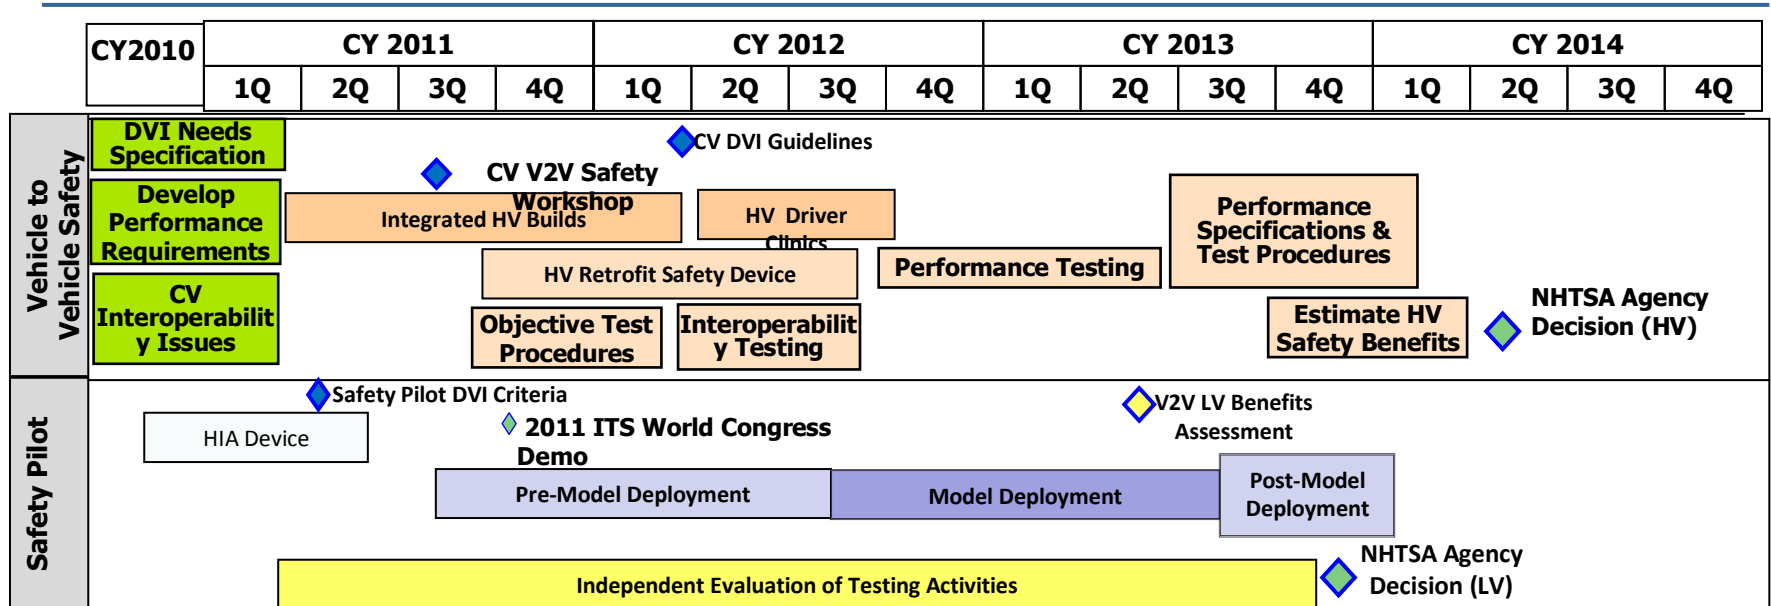 CY2010
CY 2011
CY 2012
CY 2013
CY 2014
1Q 2Q 3Q 4Q 1Q 2Q 3Q 4Q 1Q 2Q 3Q 4Q 1Q 2Q 3Q 4Q
Vehicle to
Vehicle Safety
DVI Needs
Specification
CV DVI Guidelines
CV V2V Safety
Workshop
Develop
Performance
Requirements
Integrated HV Builds
HV Driver
Clinics
Performance
Specifications &
Test Procedures
HV Retrofit Safety Device
Performance Testing
CV
Interoperabilit
y Issues
Objective Test
Procedures
Interoperabilit
y Testing
Estimate HV
Safety Benefits
NHTSA Agency
Decision (HV)
Safety Pilot
Safety Pilot DVI Criteria
V2V LV Benefits
Assessment
HIA Device
2011 ITS World Congress
Demo
Pre-Model Deployment
Model Deployment
Post-Model
Deployment
Independent Evaluation of Testing Activities
NHTSA Agency
Decision (LV)